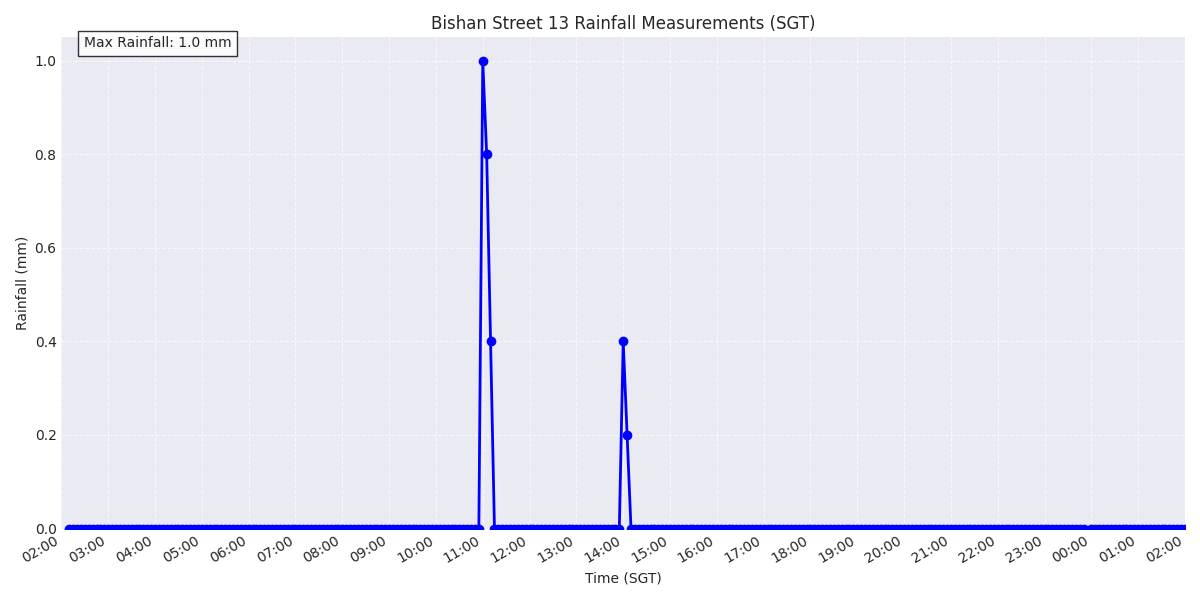 Bishan Street 13 Rainfall Measurements (SGT)
Max Rainfall: 1.0 mm
1.0
0.8
0.6
0.4
0.2
0.0
Rainfall (mm)
02:00 03:00 04:00 05:00 06:00 07:00 08:00 09:00 10:00 11:00 12:00 13:00 14:00 15:00 16:00 17:00 18:00 19:00 20:00 21:00 22:00 23:00 00:00 01:00 02:00
Time (SGT)